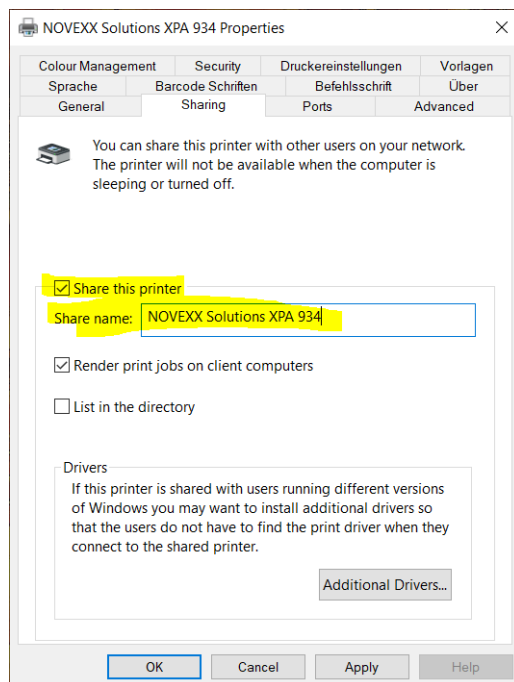 NOVEXX Solutions XPA 934 Properties
Colour Management Security Druckereinstellungen Vorlagen
Sprache Barcode Schriften Befehlsschrift Über
General Sharing Ports Advanced
You can share this printer with other users on your network.
The printer will not be available when the computer is
sleeping or turned off.
Share this printer
Share name: NOVEXX Solutions XPA 934
Render print jobs on client computers
List in the directory
Drivers
If this printer is shared with users running different versions
of Windows you may want to install additional drivers so
that the users do not have to find the print driver when they
connect to the shared printer.
Additional Drivers...
OK Cancel Apply Help